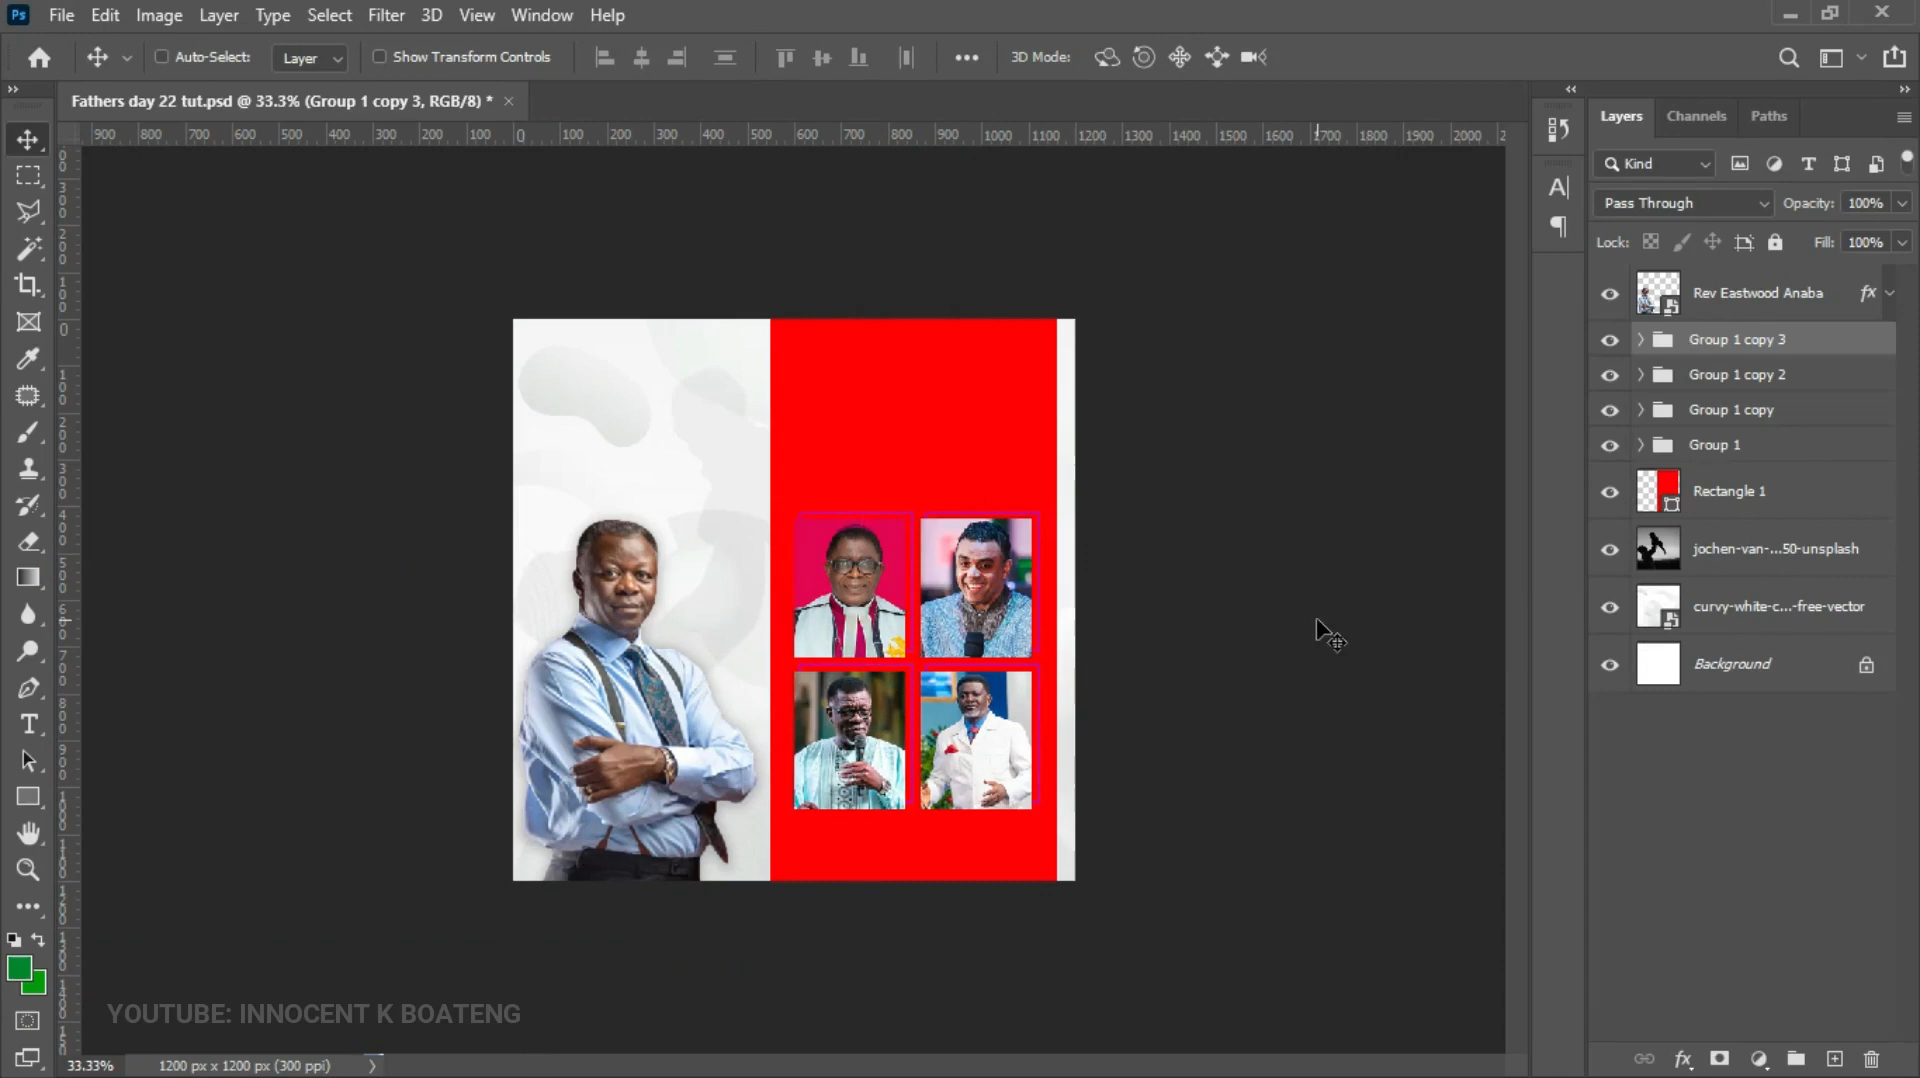 Ps File Edit Image Layer Type Select Filter 3D View Window Help
Auto-Select: Layer Show Transform Controls 3D Mode:
Fathers day 22 tut.psd @ 33.3% (Group 1 copy 3, RGB/8) * ×
900 800 700 600 500 400 300 200 100 0 100 200 300 400 500 600 700 800 900 1000 1100 1200 1300 1400 1500 1600 1700 1800 1900 2000
Layers Channels Paths
Kind
Pass Through Opacity: 100%
Lock: Fill: 100%
Rev Eastwood Anaba fx
Group 1 copy 3
Group 1 copy 2
Group 1 copy
Group 1
Rectangle 1
jochen-van-...50-unsplash
curvy-white-c...-free-vector
Background
YOUTUBE: INNOCENT K BOATENG
33.33% 1200 px x 1200 px (300 ppi)
fx